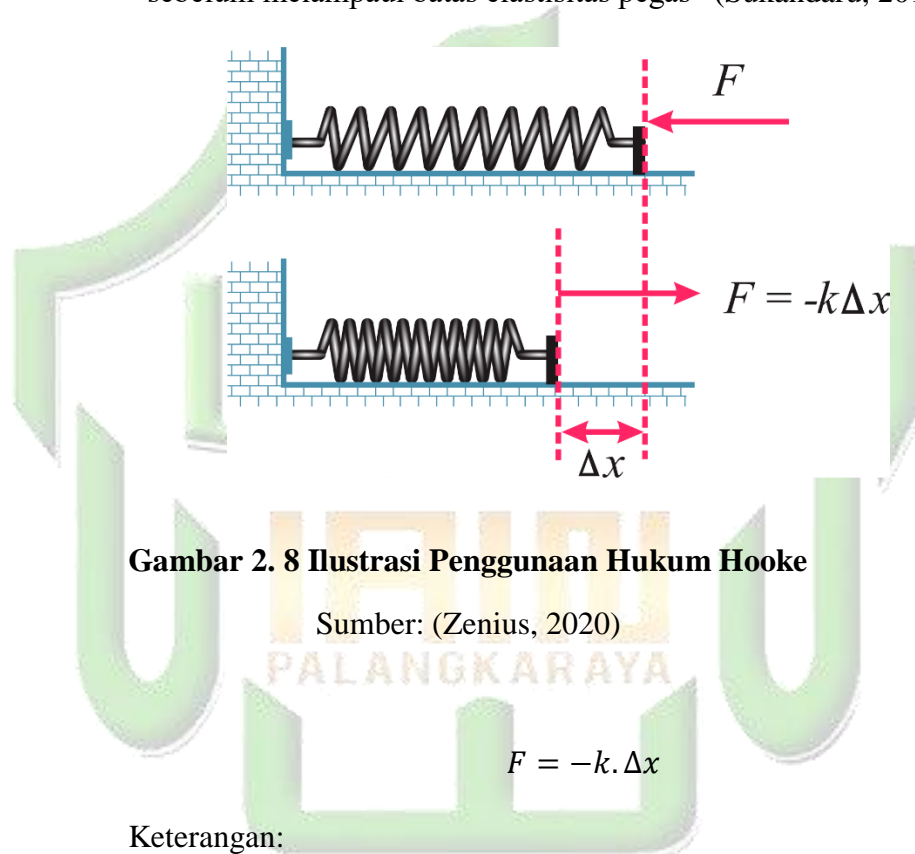 F
F = -kΔx
Δx
Gambar 2. 8 Ilustrasi Penggunaan Hukum Hooke
Sumber: (Zenius, 2020)
PALANGKARAYA
F = −k. Δx
Keterangan: